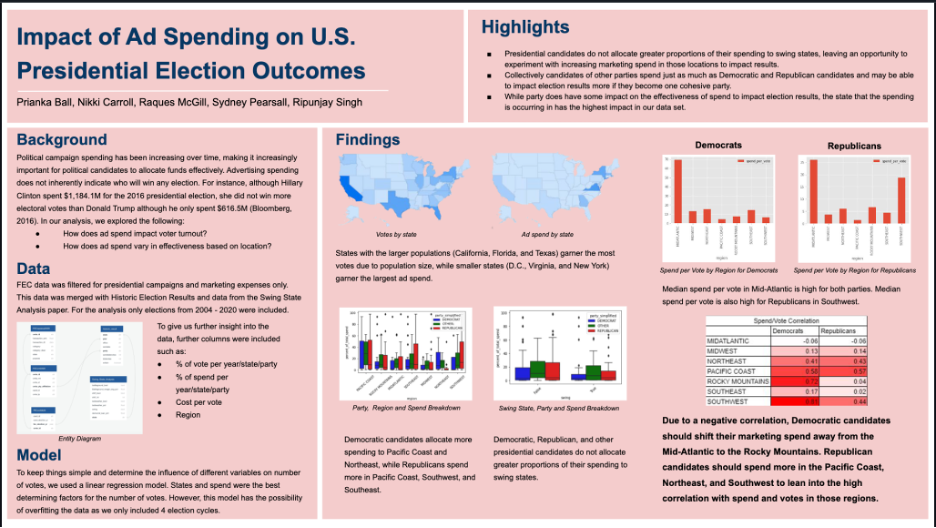 Impact of Ad Spending on U.S.
Presidential Election Outcomes
Prianka Ball, Nikki Carroll, Raques McGill, Sydney Pearsall, Ripunjay Singh
Highlights
■ Presidential candidates do not allocate greater proportions of their spending to swing states, leaving an opportunity to
experiment with increasing marketing spend in those locations to impact results.
■ Collectively candidates of other parties spend just as much as Democratic and Republican candidates and may be able
to impact election results more if they become one cohesive party.
■ While party does have some impact on the effectiveness of spend to impact election results, the state that the spending
is occurring in has the highest impact in our data set.
Background
Political campaign spending has been increasing over time, making it increasingly
important for political candidates to allocate funds effectively. Advertising spending
does not inherently indicate who will win any election. For instance, although Hillary
Clinton spent $1,184.1M for the 2016 presidential election, she did not win more
electoral votes than Donald Trump although he only spent $616.5M (Bloomberg,
2016). In our analysis, we explored the following:
● How does ad spend impact voter turnout?
● How does ad spend vary in effectiveness based on location?
Data
FEC data was filtered for presidential campaigns and marketing expenses only.
This data was merged with Historic Election Results and data from the Swing State
Analysis paper. For the analysis only elections from 2004 - 2020 were included.
To give us further insight into the
data, further columns were included
such as:
● % of vote per year/state/party
● % of spend per
year/state/party
● Cost per vote
● Region
Entity Diagram
Model
To keep things simple and determine the influence of different variables on number
of votes, we used a linear regression model. States and spend were the best
determining factors for the number of votes. However, this model has the possibility
of overfitting the data as we only included 4 election cycles.
Findings
Votes by state
Ad spend by state
States with the larger populations (California, Florida, and Texas) garner the most
votes due to population size, while smaller states (D.C., Virginia, and New York)
garner the largest ad spend.
Party, Region and Spend Breakdown
Swing State, Party and Spend Breakdown
Democratic candidates allocate more
spending to Pacific Coast and
Northeast, while Republicans spend
more in Pacific Coast, Southwest, and
Southeast.
Democratic, Republican, and other
presidential candidates do not allocate
greater proportions of their spending to
swing states.
Democrats
Republicans
Spend per Vote by Region for Democrats
Spend per Vote by Region for Republicans
Median spend per vote in Mid-Atlantic is high for both parties. Median
spend per vote is also high for Republicans in Southwest.
Spend/Vote Correlation
Democrats Republicans
MIDATLANTIC -0.06 -0.06
MIDWEST 0.13 0.14
NORTHEAST 0.41 0.43
PACIFIC COAST 0.57
ROCKY MOUNTAINS 0.04
SOUTHEAST 0.17 0.02
SOUTHWEST 0.44
Due to a negative correlation, Democratic candidates
should shift their marketing spend away from the
Mid-Atlantic to the Rocky Mountains. Republican
candidates should spend more in the Pacific Coast,
Northeast, and Southwest to lean into the high
correlation with spend and votes in those regions.